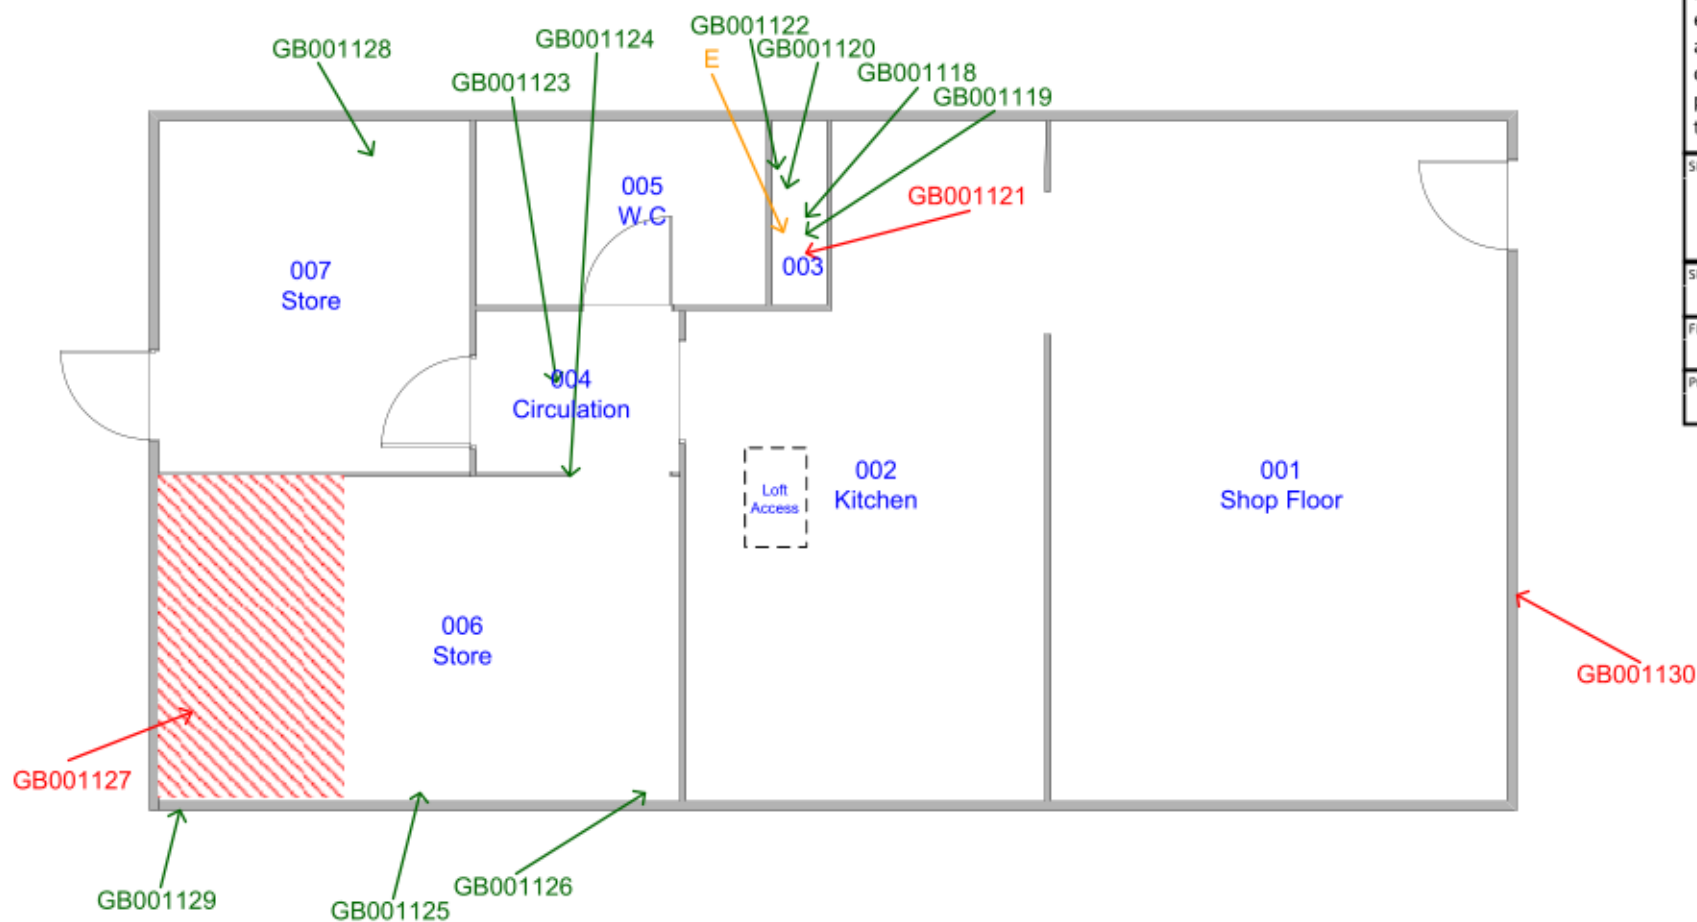 GB001128
GB001124
GB001123
GB001122
E
GB001120
GB001118
GB001119
005
W.C
GB001121
003
007
Store
004
Circulation
002
Kitchen
Loft
Access
001
Shop Floor
006
Store
GB001130
GB001127
GB001129
GB001125
GB001126